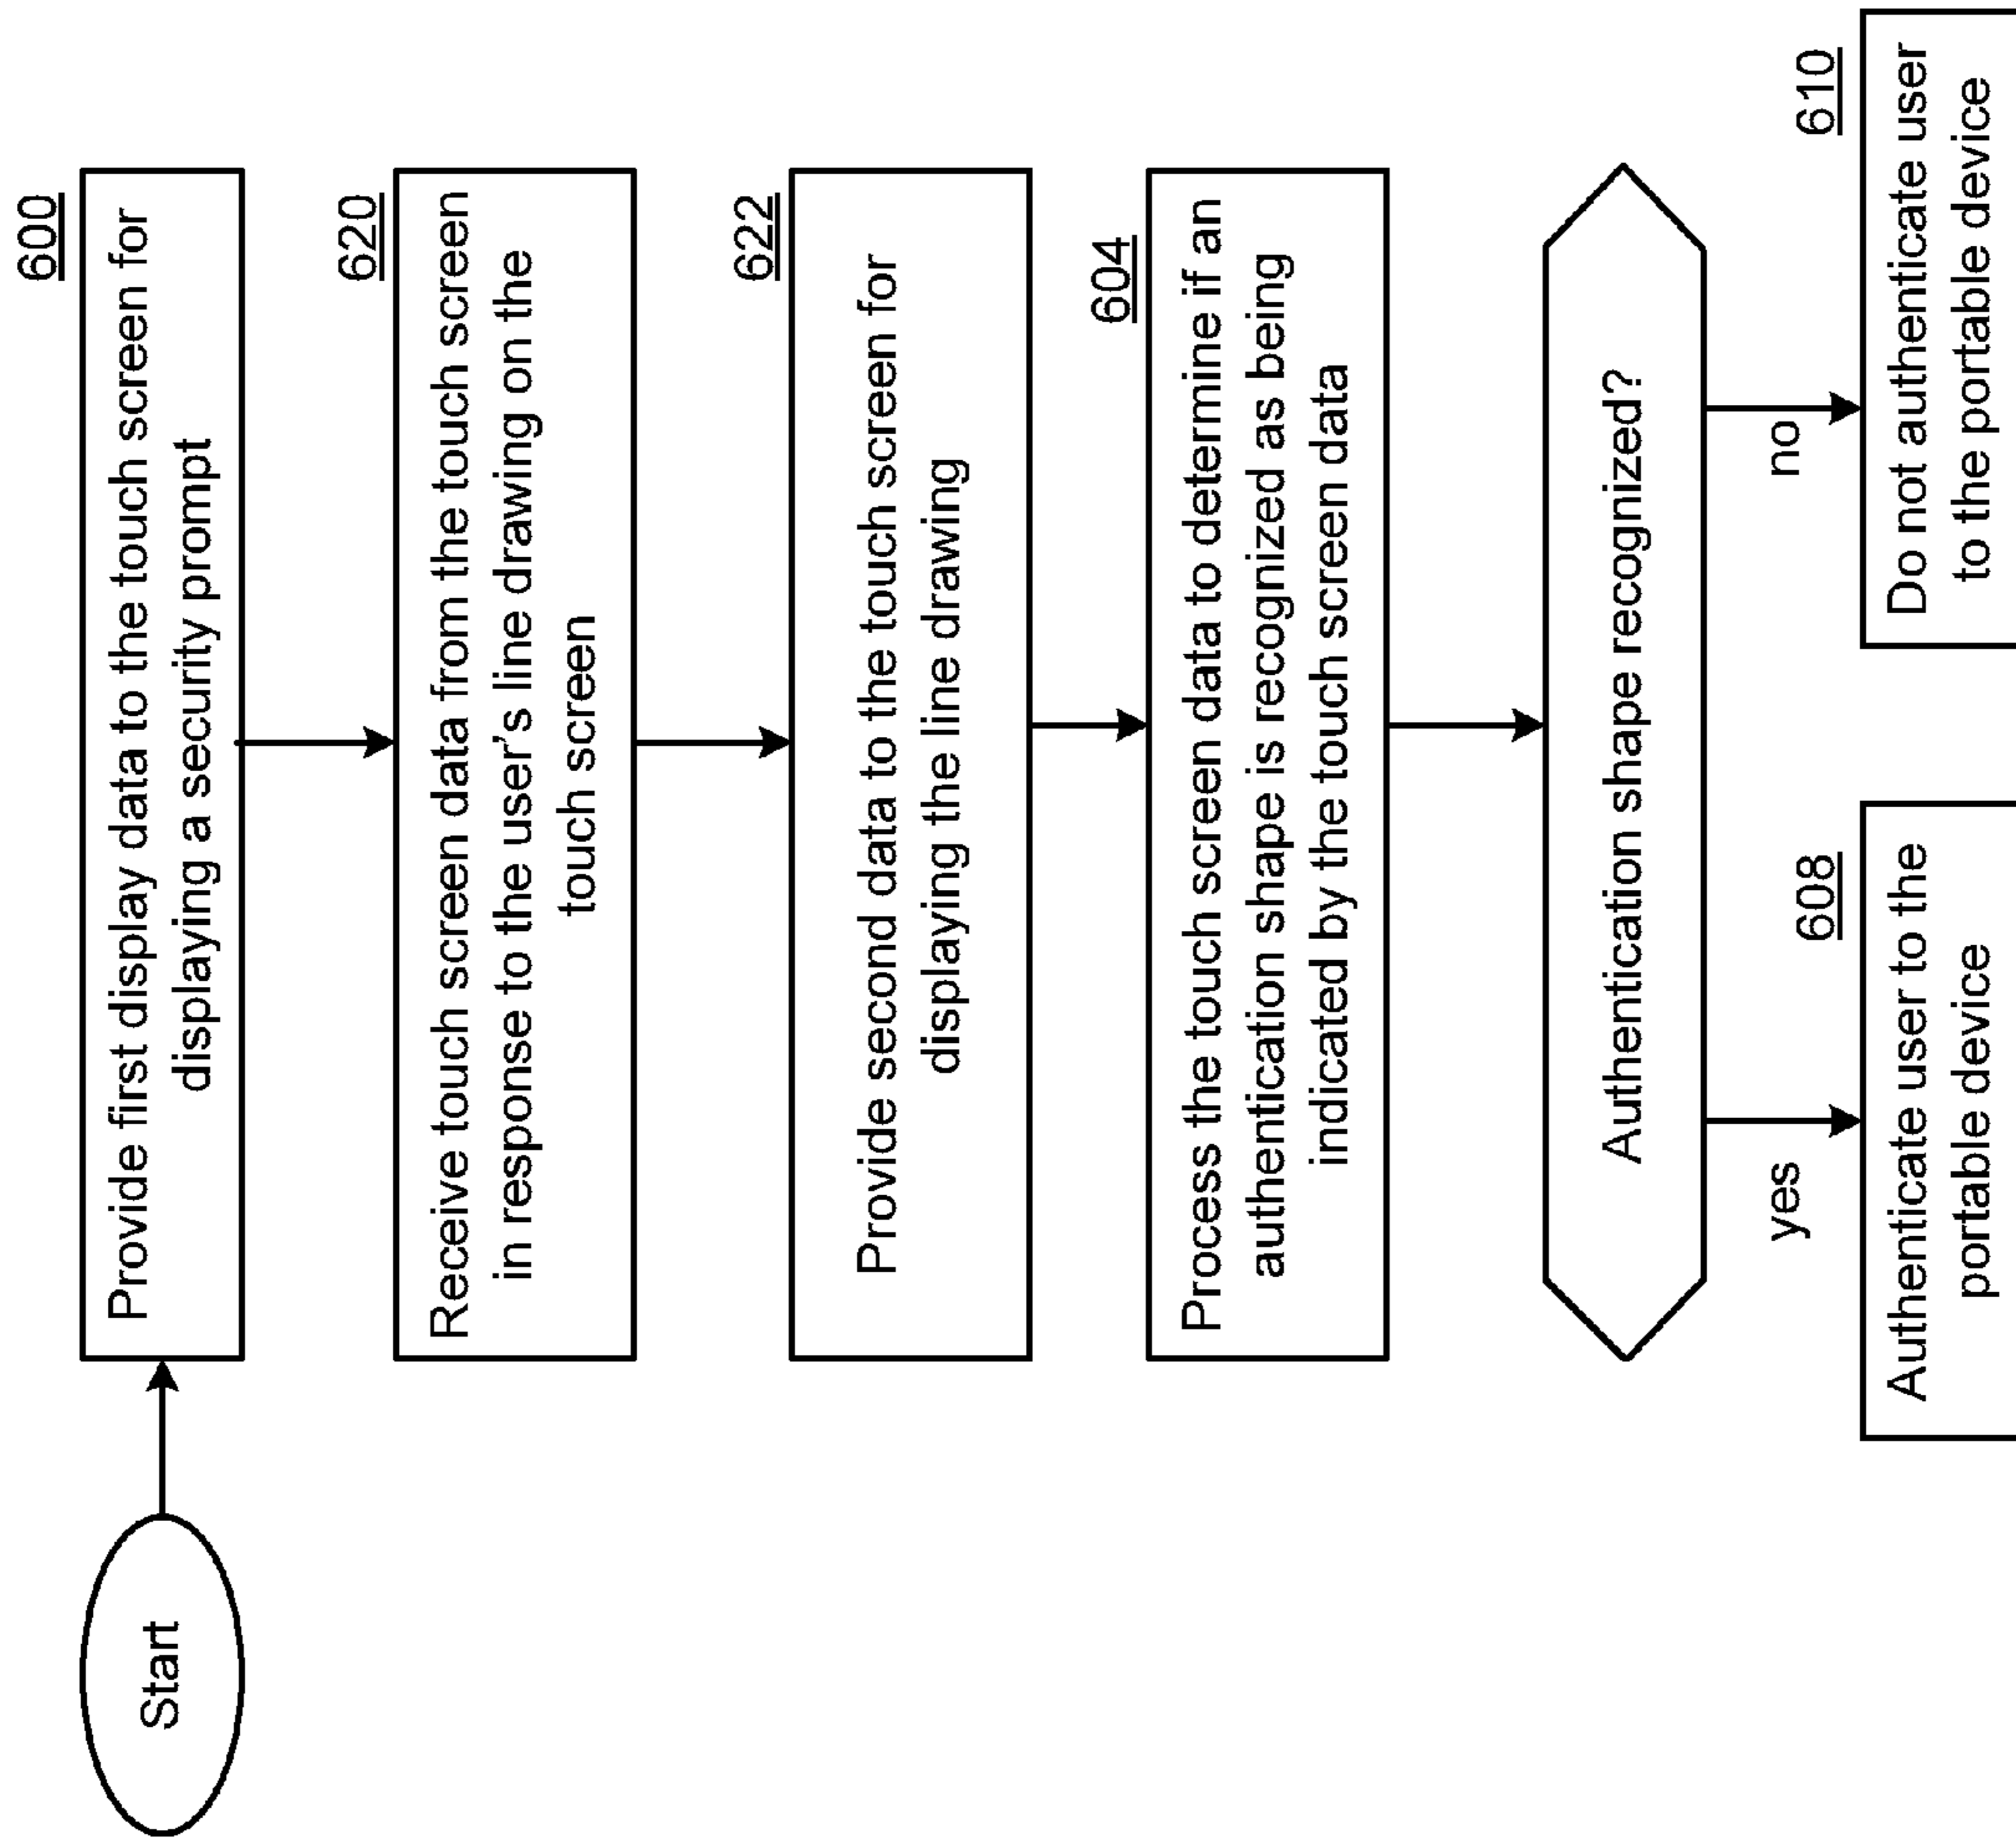 Start
600
Provide first display data to the touch screen for
displaying a security prompt
620
Receive touch screen data from the touch screen
in response to the user's line drawing on the
touch screen
622
Provide second data to the touch screen for
displaying the line drawing
604
Process the touch screen data to determine if an
authentication shape is recognized as being
indicated by the touch screen data
Authentication shape recognized?
yes
no
608
Authenticate user to the
portable device
610
Do not authenticate user
to the portable device